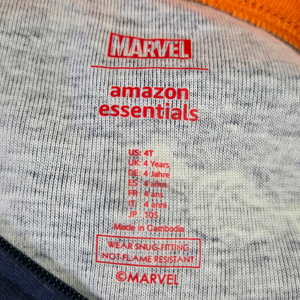 MARVEL
amazon
essentials
US: 4T
UK: 4 Years
DE: 4 Jahre
ES: 4 años
FR: 4 ans
IT: 4 anni
JP: 105
Made in Cambodia
WEAR SNUG-FITTING
NOT-FLAME RESISTANT
©MARVEL